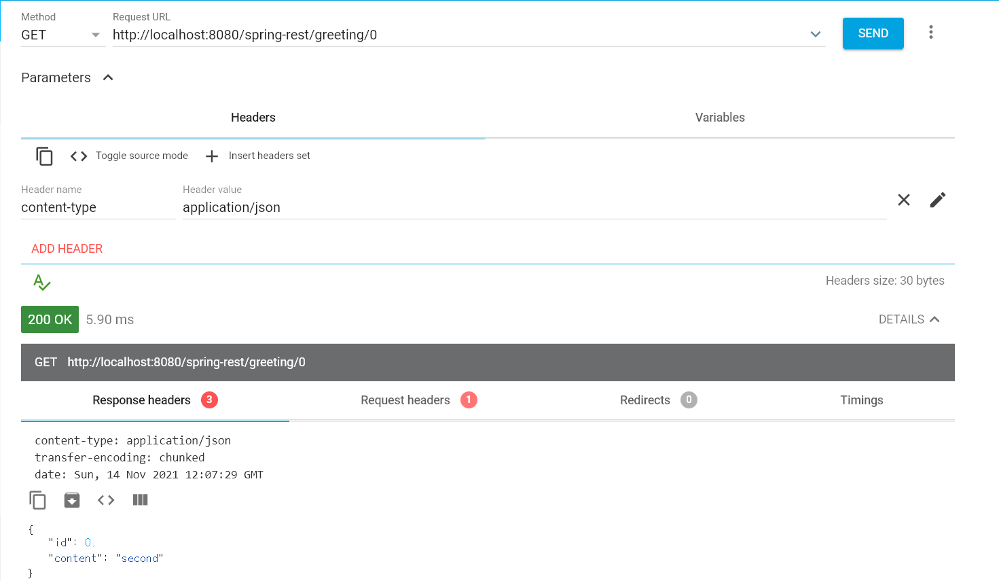 Method
GET
Request URL
http://localhost:8080/spring-rest/greeting/0
SEND
Parameters
Headers
Variables
Toggle source mode
Insert headers set
Header name
content-type
Header value
application/json
ADD HEADER
Headers size: 30 bytes
200 OK
5.90 ms
DETAILS
GET http://localhost:8080/spring-rest/greeting/0
Response headers 3
Request headers 1
Redirects 0
Timings
content-type: application/json
transfer-encoding: chunked
date: Sun, 14 Nov 2021 12:07:29 GMT
{
"id": 0,
"content": "second"
}